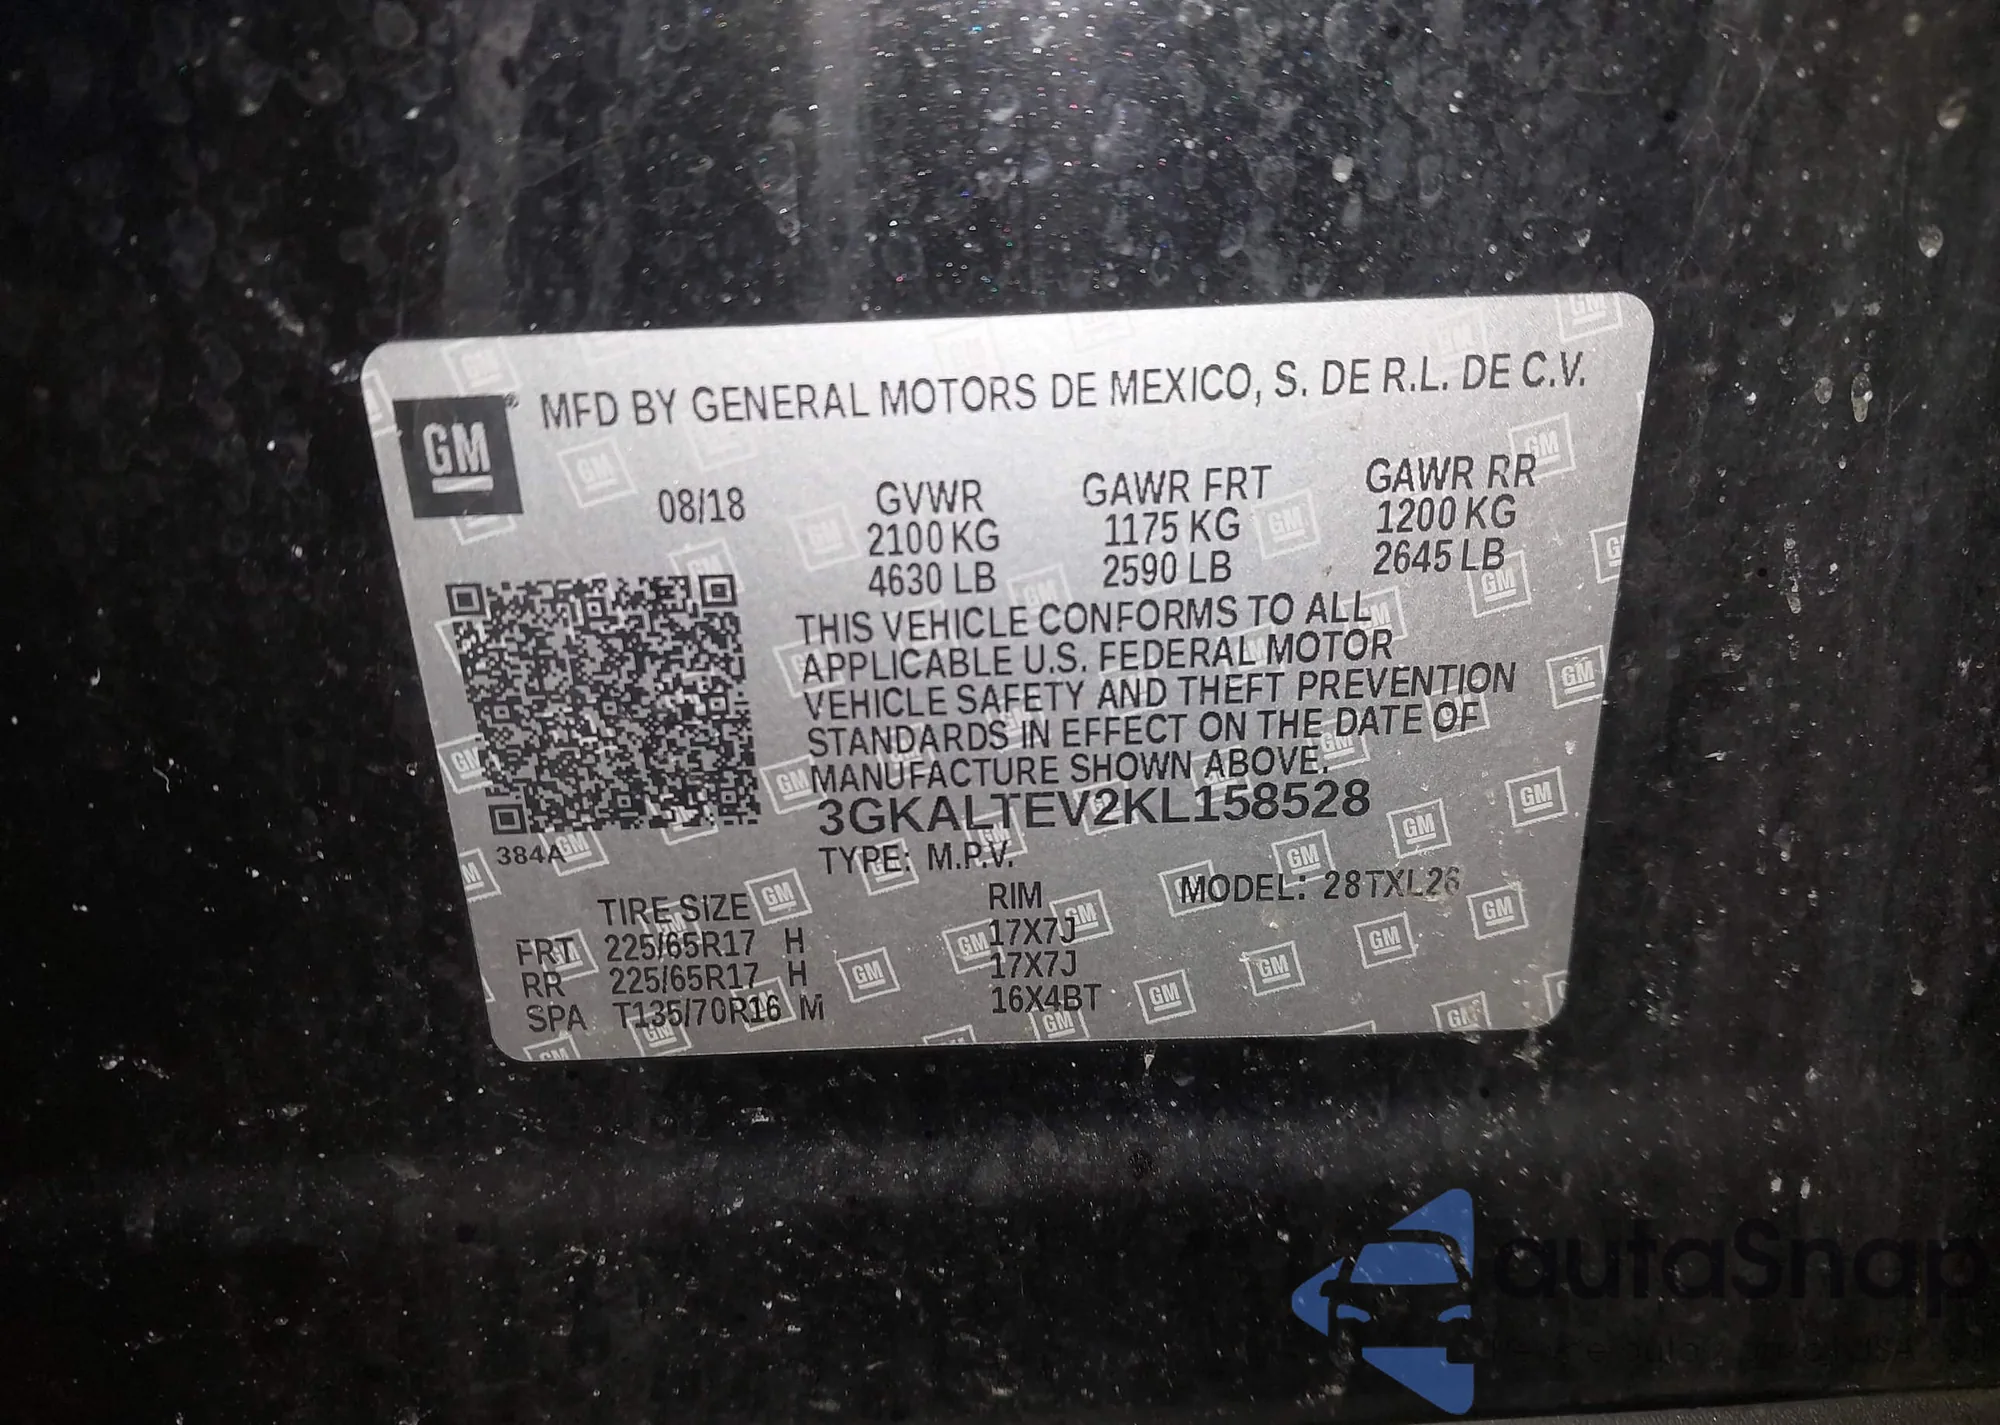 MFD BY GENERAL MOTORS DE MEXICO, S. DE R.L. DE C.V.
GM ®
08/18
GVWR GAWR FRT GAWR RR
2100 KG 1175 KG 1200 KG
4630 LB 2590 LB 2645 LB
THIS VEHICLE CONFORMS TO ALL
APPLICABLE U.S. FEDERAL MOTOR
VEHICLE SAFETY AND THEFT PREVENTION
STANDARDS IN EFFECT ON THE DATE OF
MANUFACTURE SHOWN ABOVE.
3GKALTEV2KL158528
384A
TYPE: M.P.V.
MODEL: 28TXL26
TIRE SIZE RIM
FRT 225/65R17 H 17X7J
RR 225/65R17 H 17X7J
SPA T135/70R16 M 16X4BT
autaSnap